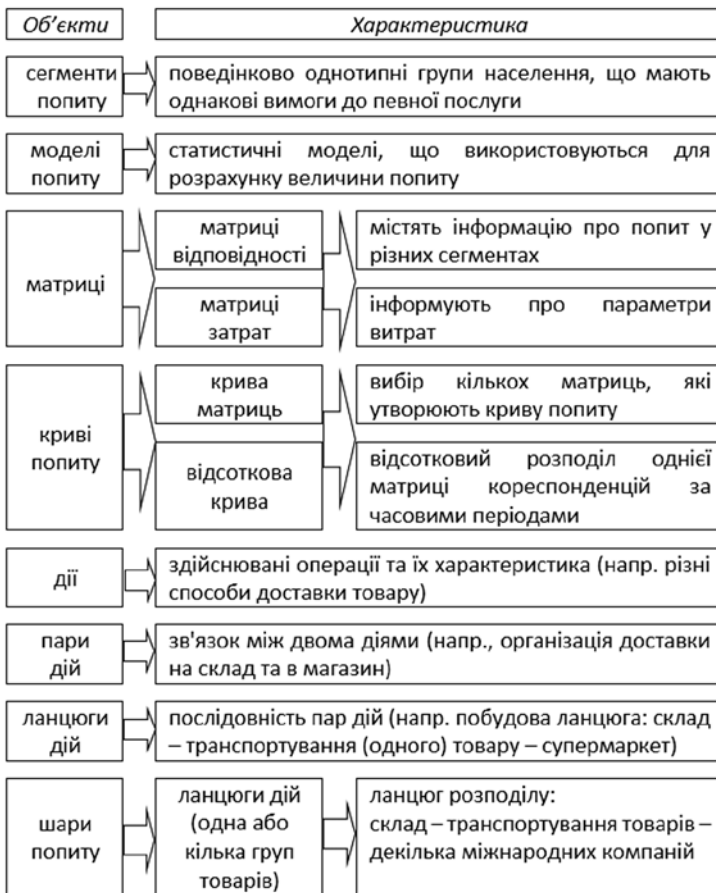 Об’єкти
Характеристика
сегменти
попиту
поведінково однотипні групи населення, що мають
однакові вимоги до певної послуги
моделі
попиту
статистичні моделі, що використовуються для
розрахунку величини попиту
матриці
матриці
відповідності
містять інформацію про попит у
різних сегментах
матриці
затрат
інформують про параметри
витрат
криві
попиту
крива
матриць
вибір кількох матриць, які
утворюють криву попиту
відсоткова
крива
відсотковий розподіл однієї
матриці кореспонденцій за
часовими періодами
дії
здійснювані операції та їх характеристика (напр. різні
способи доставки товару)
пари
дій
зв'язок між двома діями (напр., організація доставки
на склад та в магазин)
ланцюги
дій
послідовність пар дій (напр. побудова ланцюга: склад
– транспортування (одного) товару – супермаркет)
шари
попиту
ланцюги дій
(одна або
кілька груп
товарів)
ланцюг розподілу:
склад – транспортування товарів –
декілька міжнародних компаній